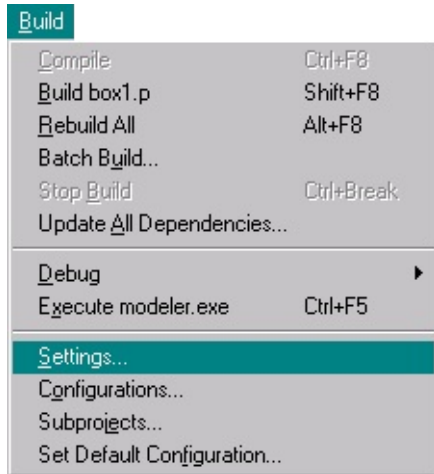 Build
Compile Ctrl+F8
Build box1.p Shift+F8
Rebuild All Alt+F8
Batch Build...
Stop Build Ctrl+Break
Update All Dependencies...
Debug
Execute modeler.exe Ctrl+F5
Settings...
Configurations...
Subprojects...
Set Default Configuration...